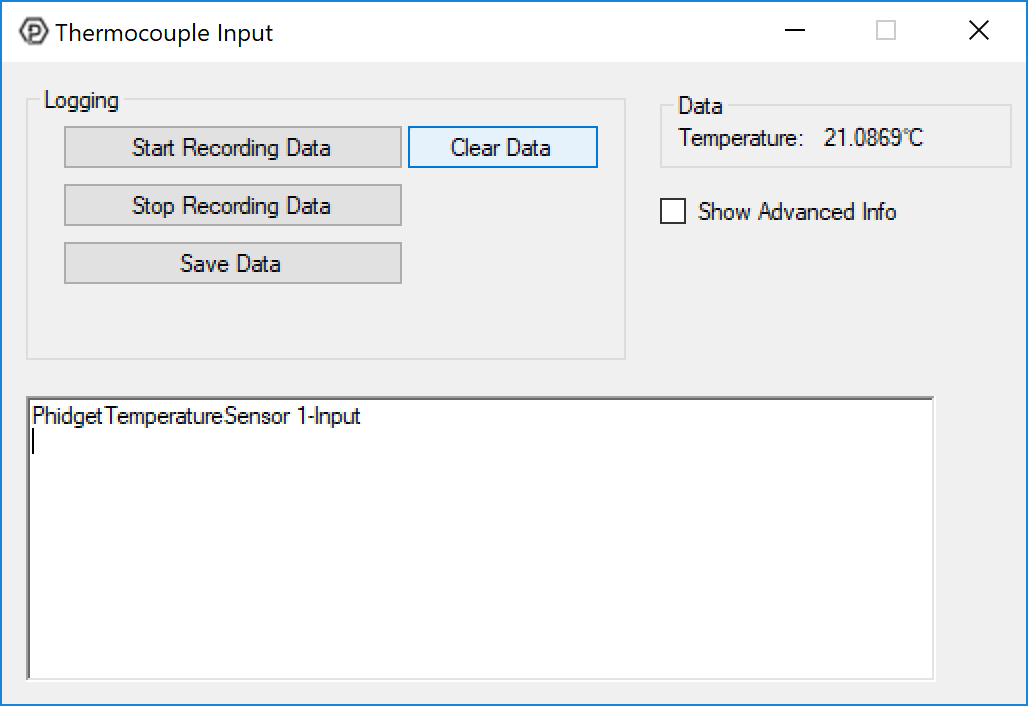 Thermocouple Input
Logging
Start Recording Data
Clear Data
Stop Recording Data
Save Data
Data
Temperature: 21.0869°C
Show Advanced Info
PhidgetTemperatureSensor 1-Input